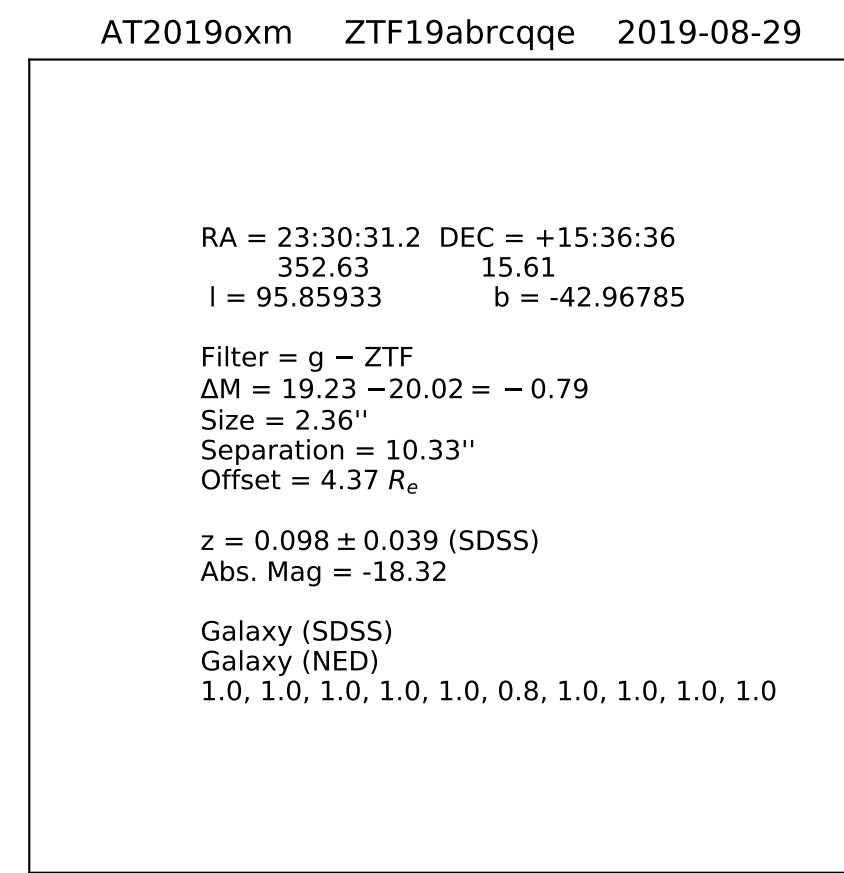 AT2019oxm ZTF19abrcqqe 2019-08-29
RA = 23:30:31.2 DEC = +15:36:36
352.63 15.61
l = 95.85933 b = -42.96785
Filter = g − ZTF
ΔM = 19.23 −20.02 = − 0.79
Size = 2.36''
Separation = 10.33''
Offset = 4.37 Rₑ
z = 0.098 ± 0.039 (SDSS)
Abs. Mag = -18.32
Galaxy (SDSS)
Galaxy (NED)
1.0, 1.0, 1.0, 1.0, 1.0, 0.8, 1.0, 1.0, 1.0, 1.0